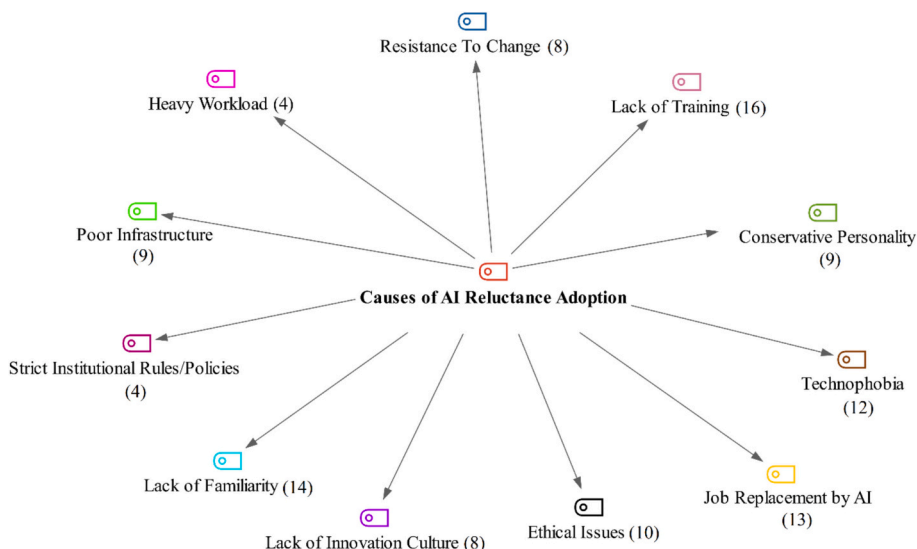 Resistance To Change (8)
Heavy Workload (4)
Lack of Training (16)
Poor Infrastructure
(9)
Conservative Personality
(9)
Causes of AI Reluctance Adoption
Strict Institutional Rules/Policies
(4)
Technophobia
(12)
Lack of Familiarity (14)
Job Replacement by AI
(13)
Ethical Issues (10)
Lack of Innovation Culture (8)